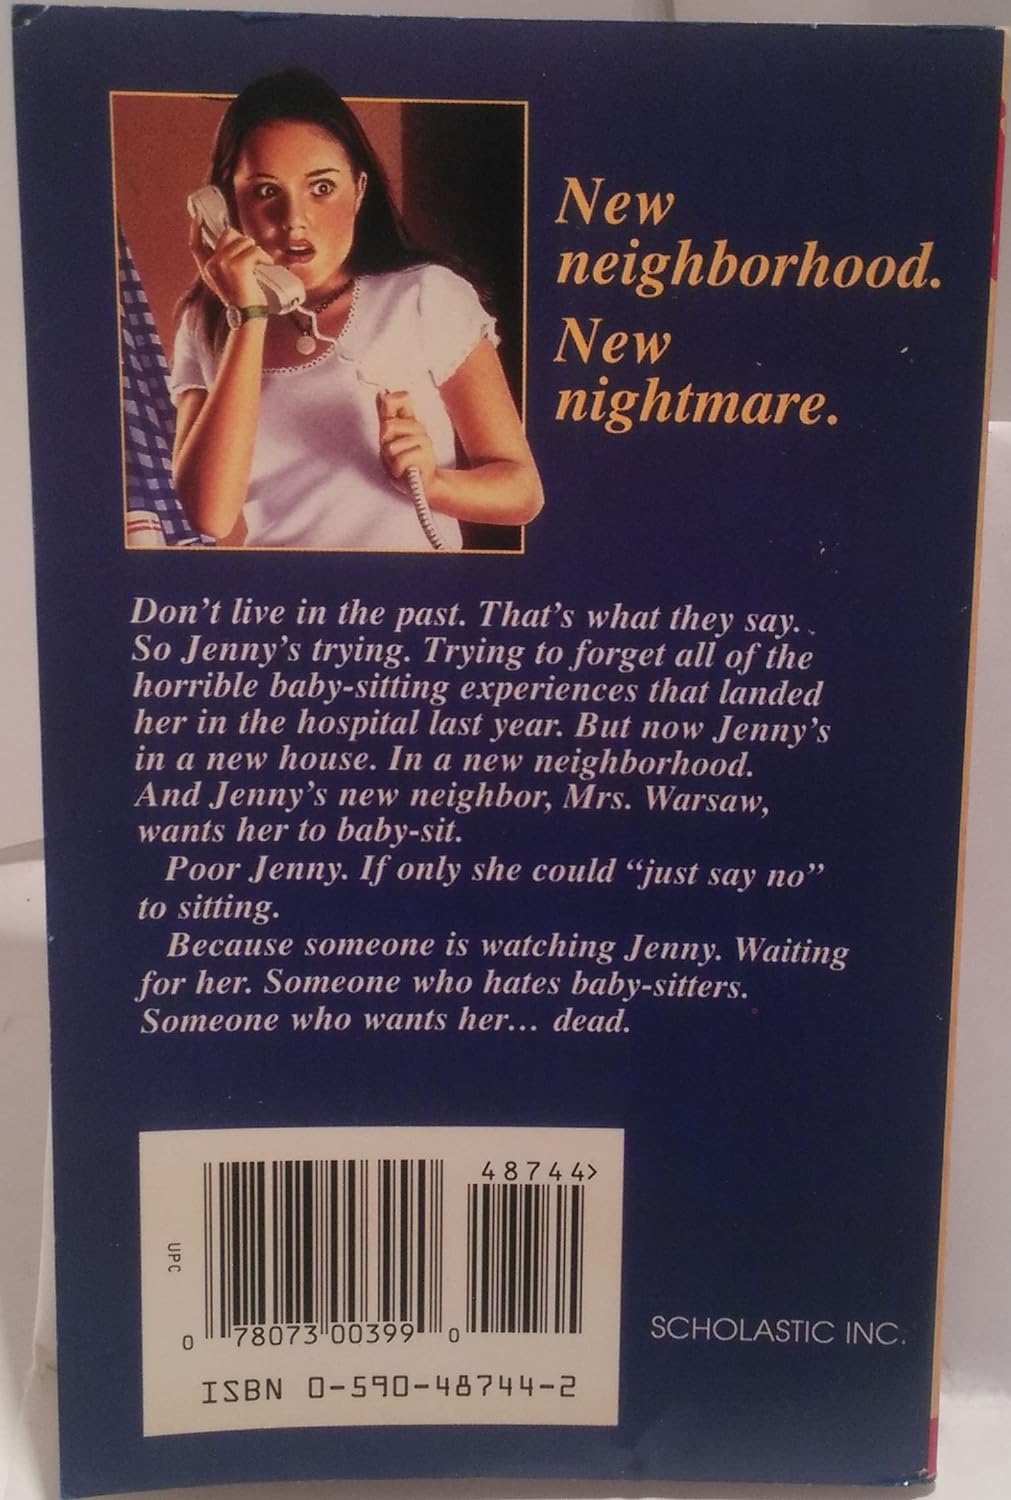 New
neighborhood.
New
nightmare.
Don't live in the past. That's what they say.
So Jenny's trying. Trying to forget all of the
horrible baby-sitting experiences that landed
her in the hospital last year. But now Jenny's
in a new house. In a new neighborhood.
And Jenny's new neighbor, Mrs. Warsaw,
wants her to baby-sit.
Poor Jenny. If only she could “just say no”
to sitting.
Because someone is watching Jenny. Waiting
for her. Someone who hates baby-sitters.
Someone who wants her... dead.
48744>
UPC
0 78073 00399 0
ISBN 0-590-48744-2
SCHOLASTIC INC.